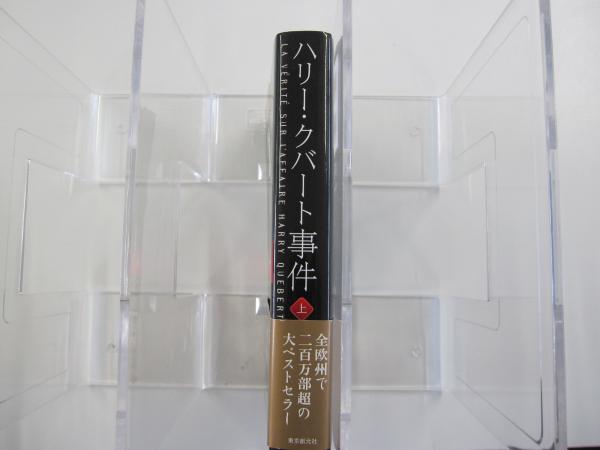 ハリー・クバート事件
LA VÉRITÉ SUR L'AFFAIRE HARRY QUEBERT
上
全欧州で
二百万部超の
大ベストセラー
東京創元社